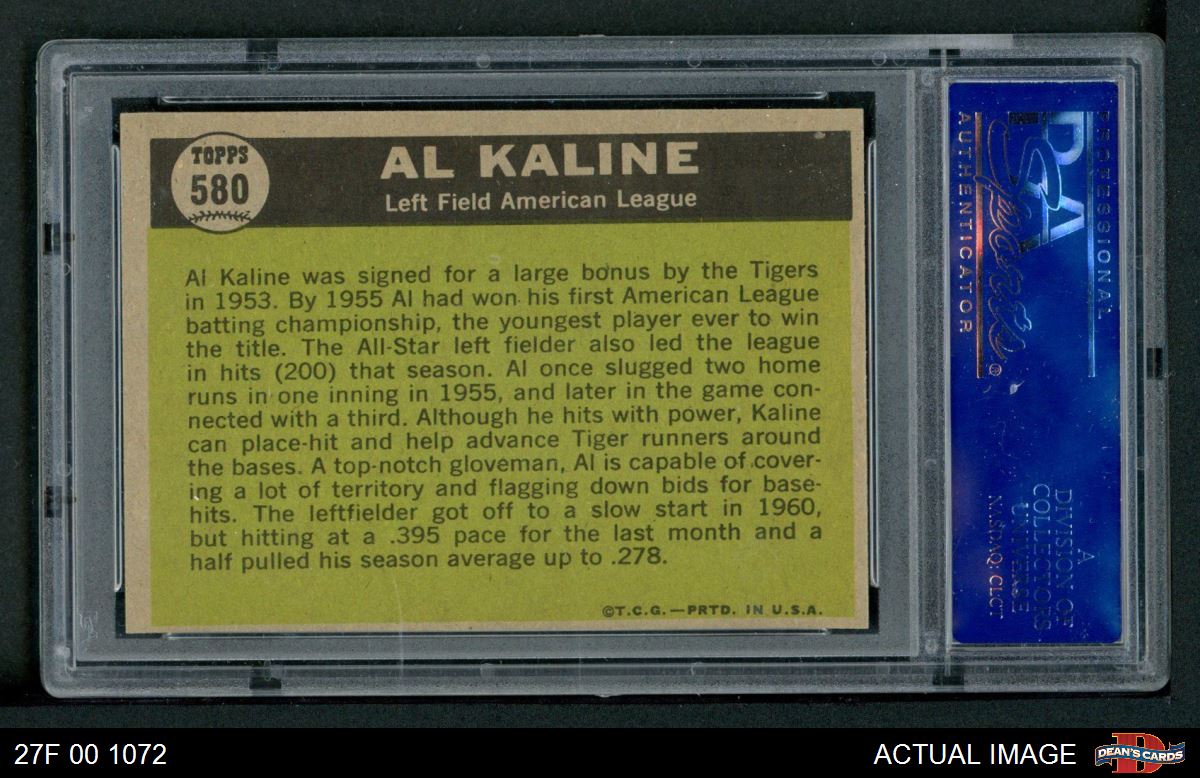 TOPPS
580
AL KALINE
Left Field American League
Al Kaline was signed for a large bonus by the Tigers
in 1953. By 1955 Al had won his first American League
batting championship, the youngest player ever to win
the title. The All-Star left fielder also led the league
in hits (200) that season. Al once slugged two home
runs in one inning in 1955, and later in the game con-
nected with a third. Although he hits with power, Kaline
can place-hit and help advance Tiger runners around
the bases. A top-notch gloveman, Al is capable of cover-
ing a lot of territory and flagging down bids for base-
hits. The leftfielder got off to a slow start in 1960,
but hitting at a .395 pace for the last month and a
half pulled his season average up to .278.
©T.C.G.—PRTD. IN U.S.A.
PROFESSIONAL
PSA
Sports®
AUTHENTICATOR
A
DIVISION OF
COLLECTORS
UNIVERSE
NASDAQ: CLCT
27F 00 1072
ACTUAL IMAGE
DEAN'S CARDS